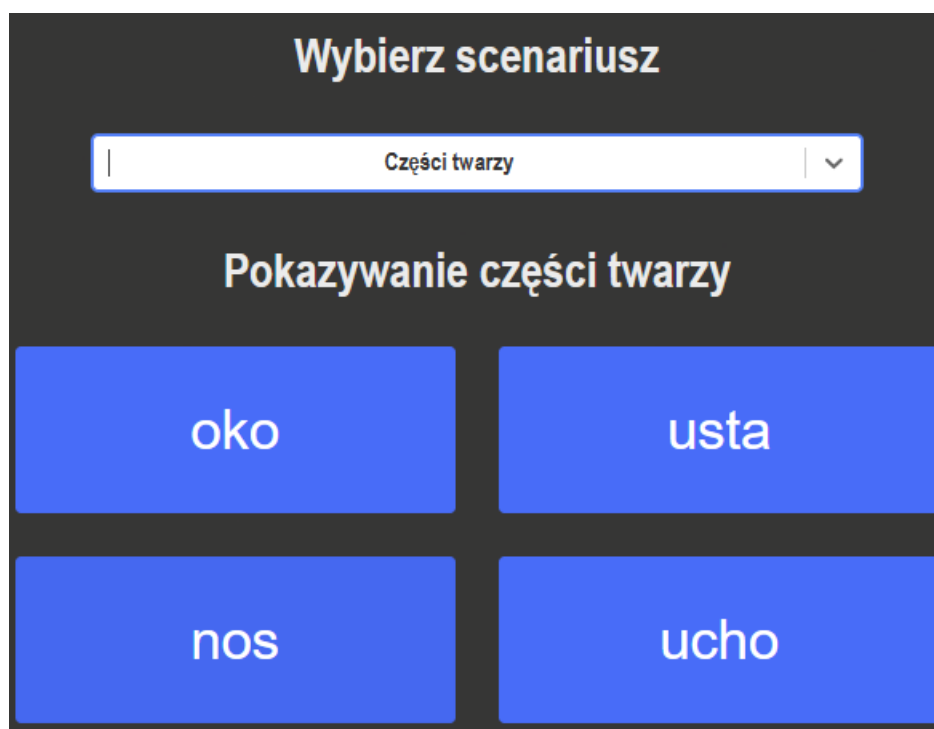 Wybierz scenariusz
Części twarzy
Pokazywanie części twarzy
oko
usta
nos
ucho